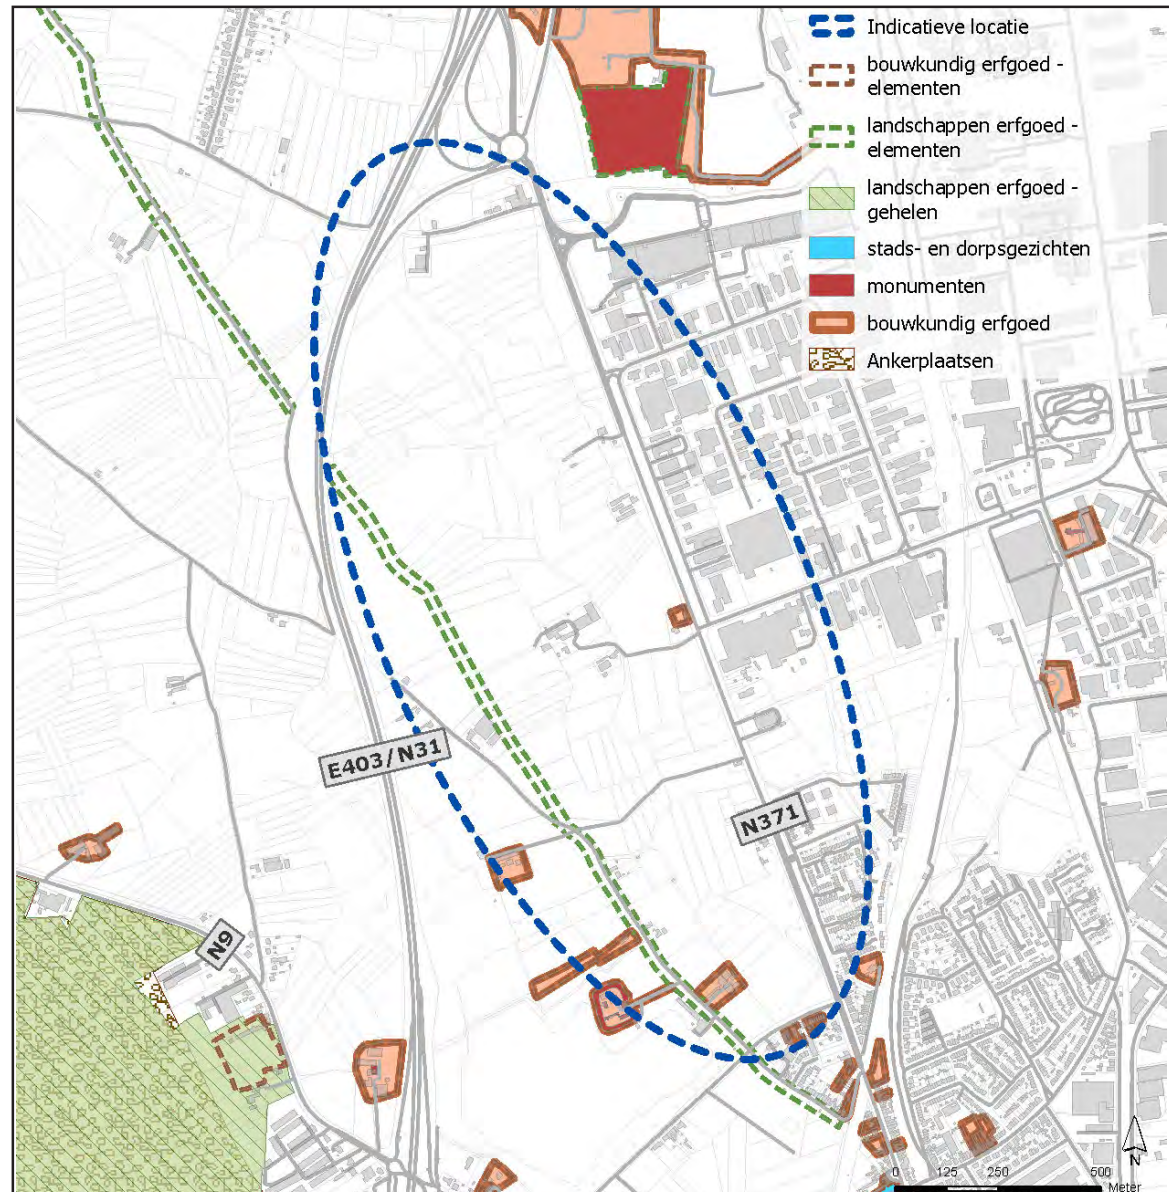 Indicatieve locatie
bouwkundig erfgoed -
elementen
landschappen erfgoed -
elementen
landschappen erfgoed -
gehelen
stads- en dorpsgezichten
monumenten
bouwkundig erfgoed
Ankerplaatsen
E403/N31
N371
N9
N
0 125 250 500
Meter